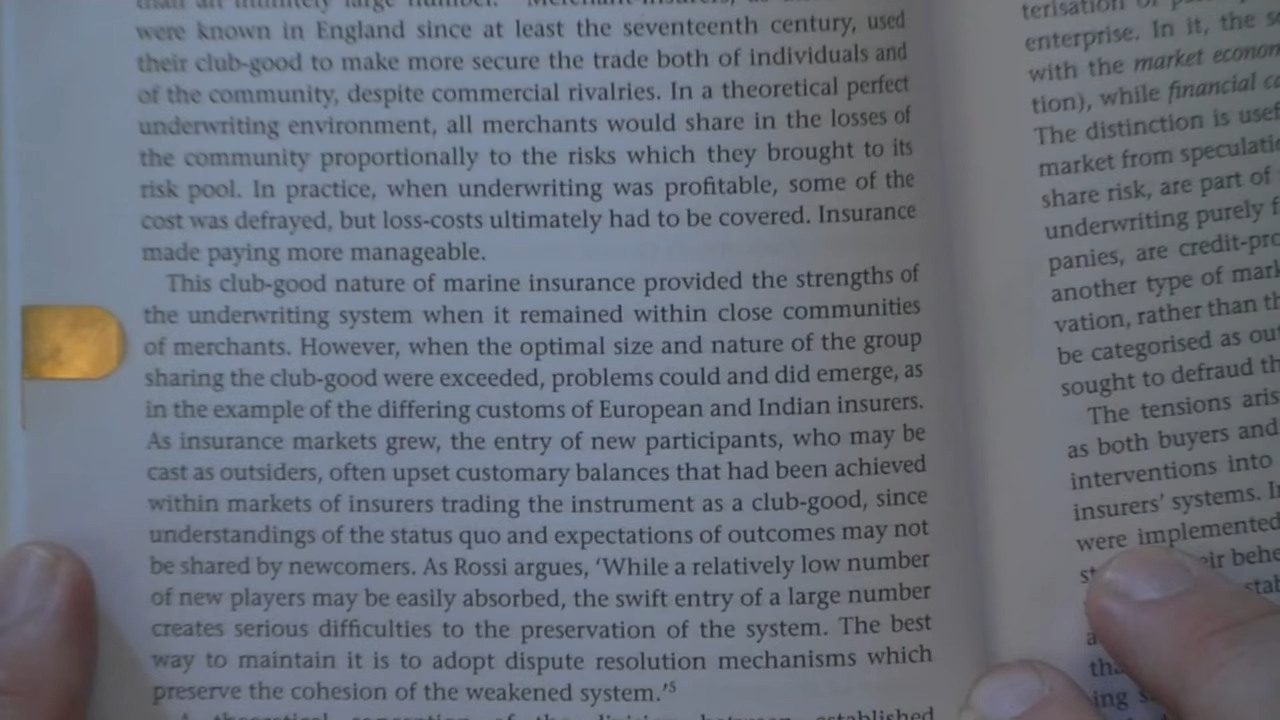 than an infinitely large number.
were known in England since at least the seventeenth century, used
their club-good to make more secure the trade both of individuals and
of the community, despite commercial rivalries. In a theoretical perfect
underwriting environment, all merchants would share in the losses of
the community proportionally to the risks which they brought to its
risk pool. In practice, when underwriting was profitable, some of the
cost was defrayed, but loss-costs ultimately had to be covered. Insurance
made paying more manageable.
This club-good nature of marine insurance provided the strengths of
the underwriting system when it remained within close communities
of merchants. However, when the optimal size and nature of the group
sharing the club-good were exceeded, problems could and did emerge, as
in the example of the differing customs of European and Indian insurers.
As insurance markets grew, the entry of new participants, who may be
cast as outsiders, often upset customary balances that had been achieved
within markets of insurers trading the instrument as a club-good, since
understandings of the status quo and expectations of outcomes may not
be shared by newcomers. As Rossi argues, ‘While a relatively low number
of new players may be easily absorbed, the swift entry of a large number
creates serious difficulties to the preservation of the system. The best
way to maintain it is to adopt dispute resolution mechanisms which
preserve the cohesion of the weakened system.’⁵
established
terisation of
enterprise. In it, the
with the market
tion), while financial
The distinction is
market from
share risk, are part of
underwriting purely
panies, are
another type of
vation, rather than
be categorised as
sought to defraud
The tensions
as both buyers and
interventions into
insurers’ systems.
were implemented
ing